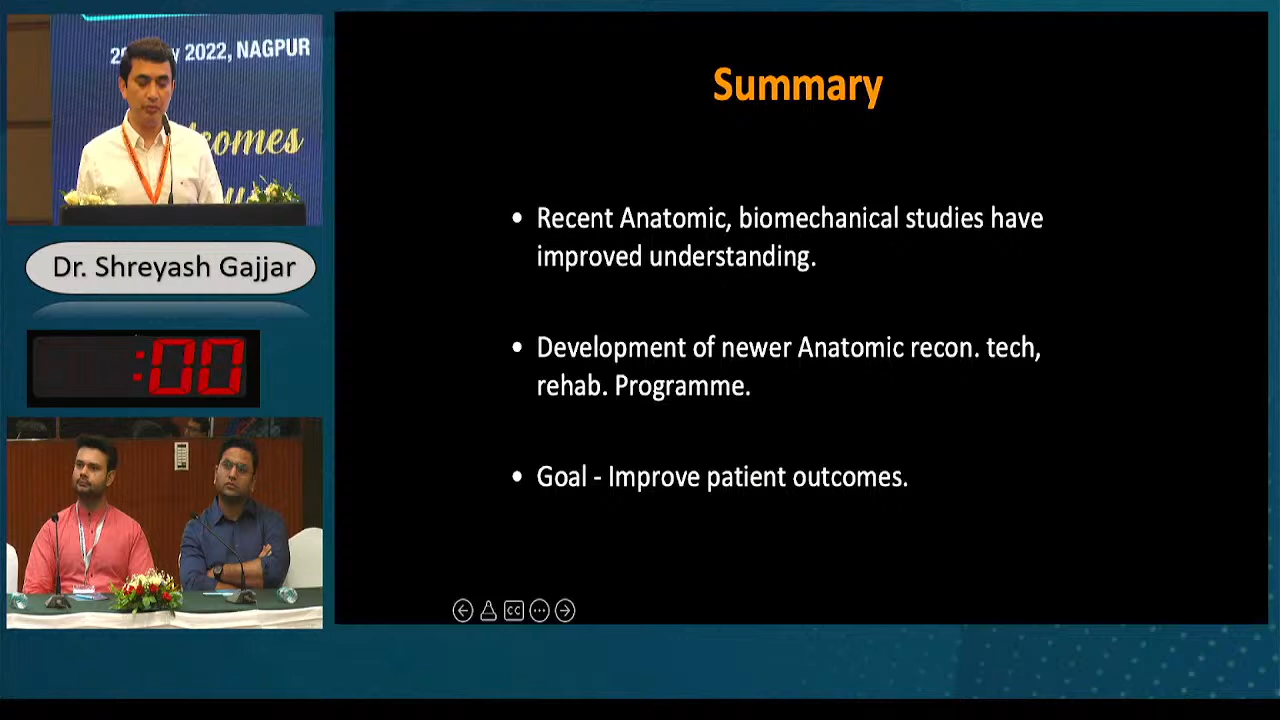 2022, NAGPUR
Dr. Shreyash Gajjar
:00
Summary
• Recent Anatomic, biomechanical studies have
improved understanding.
• Development of newer Anatomic recon. tech,
rehab. Programme.
• Goal - Improve patient outcomes.
CC